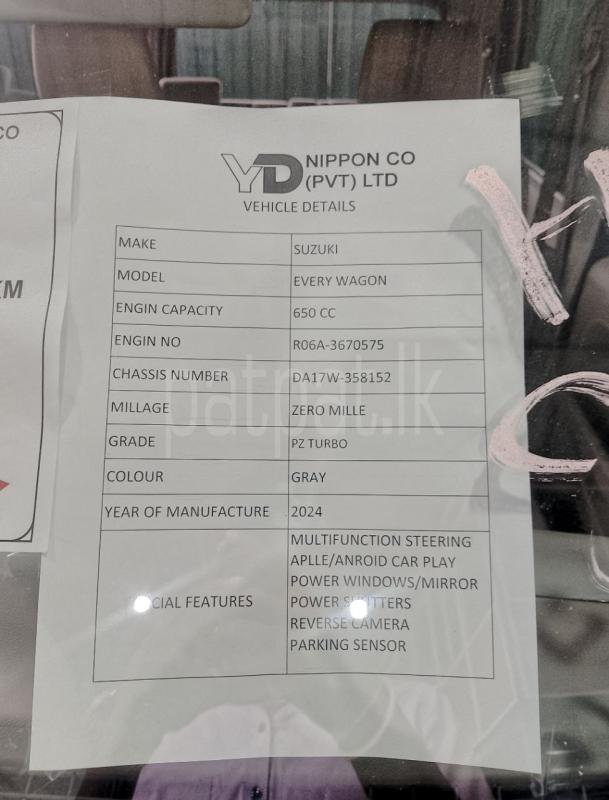 CO
KM
YD NIPPON CO
(PVT) LTD
VEHICLE DETAILS
MAKE SUZUKI
MODEL EVERY WAGON
ENGIN CAPACITY 650 CC
ENGIN NO R06A-3670575
CHASSIS NUMBER DA17W-358152
patpat.lk
MILLAGE ZERO MILLE
GRADE PZ TURBO
COLOUR GRAY
YEAR OF MANUFACTURE 2024
MULTIFUNCTION STEERING
APLLE/ANROID CAR PLAY
POWER WINDOWS/MIRROR
CIAL FEATURES POWER SHUTTERS
REVERSE CAMERA
PARKING SENSOR